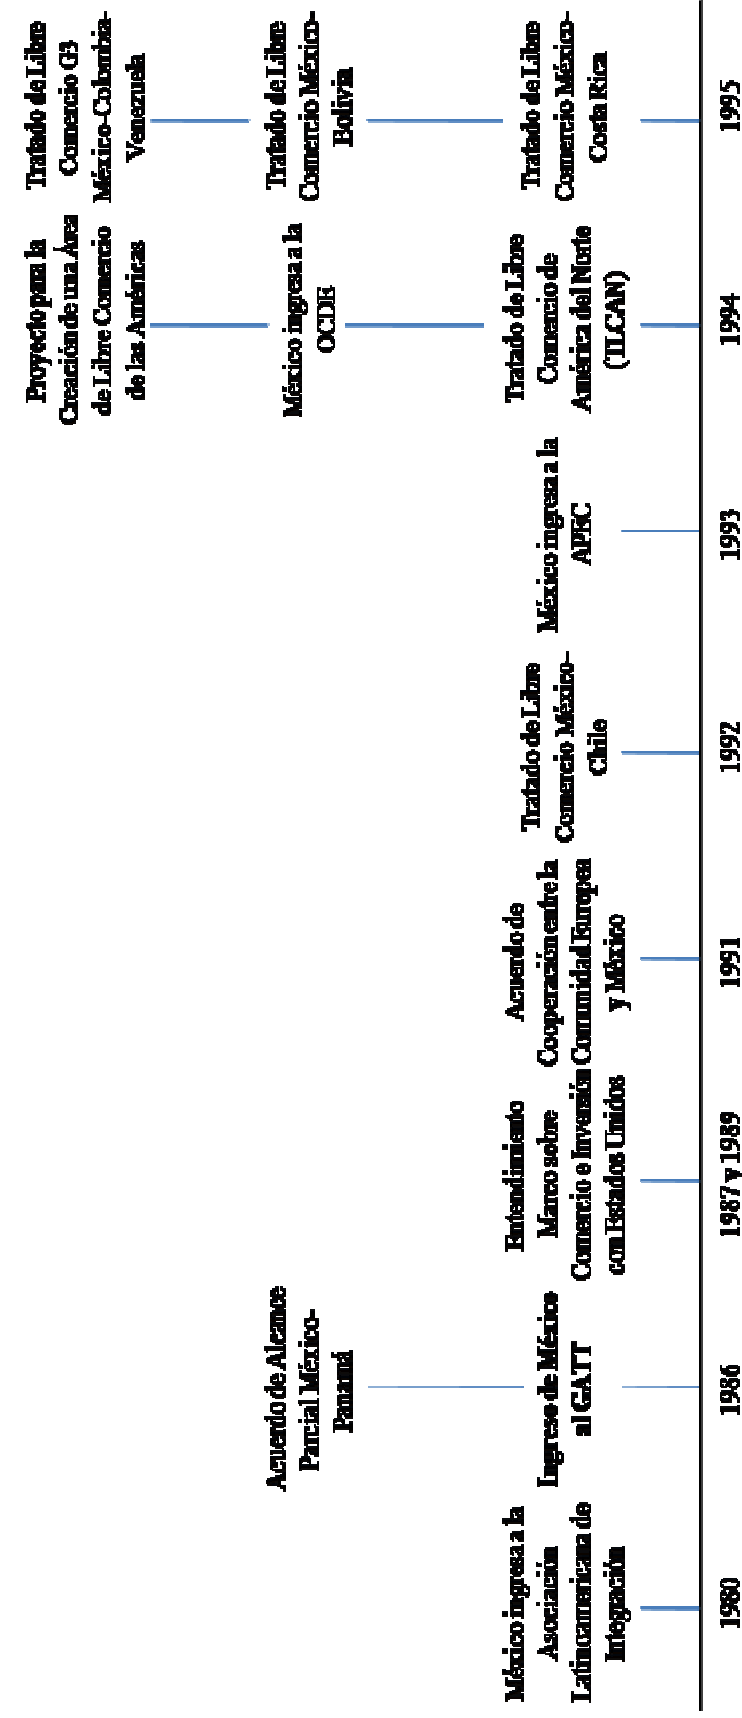 México ingresa a la
Asociación
Latinoamericana de
Integración
1980
Acuerdo de Alcance
Parcial México-
Panamá
Ingreso de México
al GATT
1986
Entendimiento
Marco sobre
Comercio e Inversión
con Estados Unidos
1987 y 1989
Acuerdo de
Cooperación entre la
Comunidad Europea
y México
1991
Tratado de Libre
Comercio México-
Chile
1992
México ingresa a la
APEC
1993
Proyecto para la
Creación de una Área
de Libre Comercio
de las Américas
México ingresa a la
OCDE
Tratado de Libre
Comercio de
América del Norte
(TLCAN)
1994
Tratado de Libre
Comercio G3
México-Colombia-
Venezuela
Tratado de Libre
Comercio México-
Bolivia
Tratado de Libre
Comercio México-
Costa Rica
1995